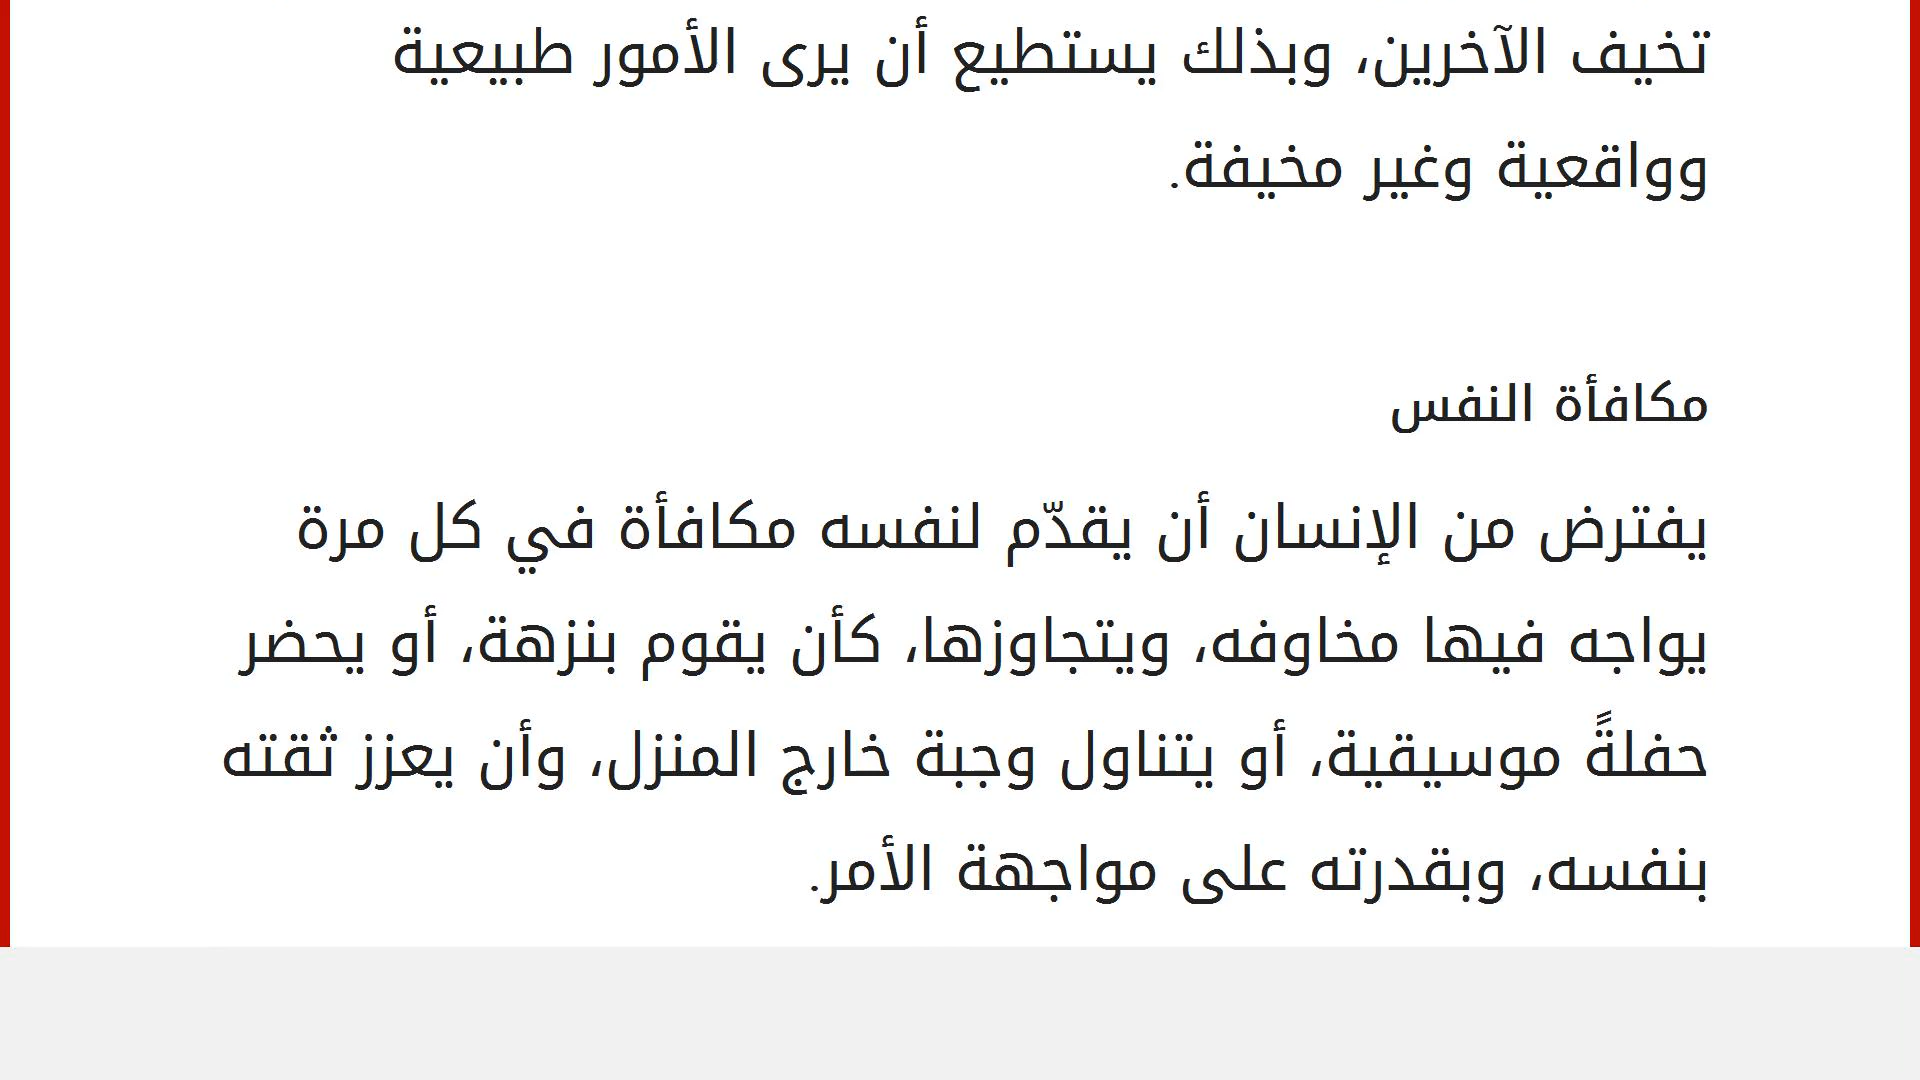 تخيف الآخرين، وبذلك يستطيع أن يرى الأمور طبيعية
وواقعية وغير مخيفة.
مكافأة النفس
يفترض من الإنسان أن يقدّم لنفسه مكافأة في كل مرة
يواجه فيها مخاوفه، ويتجاوزها، كأن يقوم بنزهة، أو يحضر
حفلةً موسيقية، أو يتناول وجبة خارج المنزل، وأن يعزز ثقته
بنفسه، وبقدرته على مواجهة الأمر.